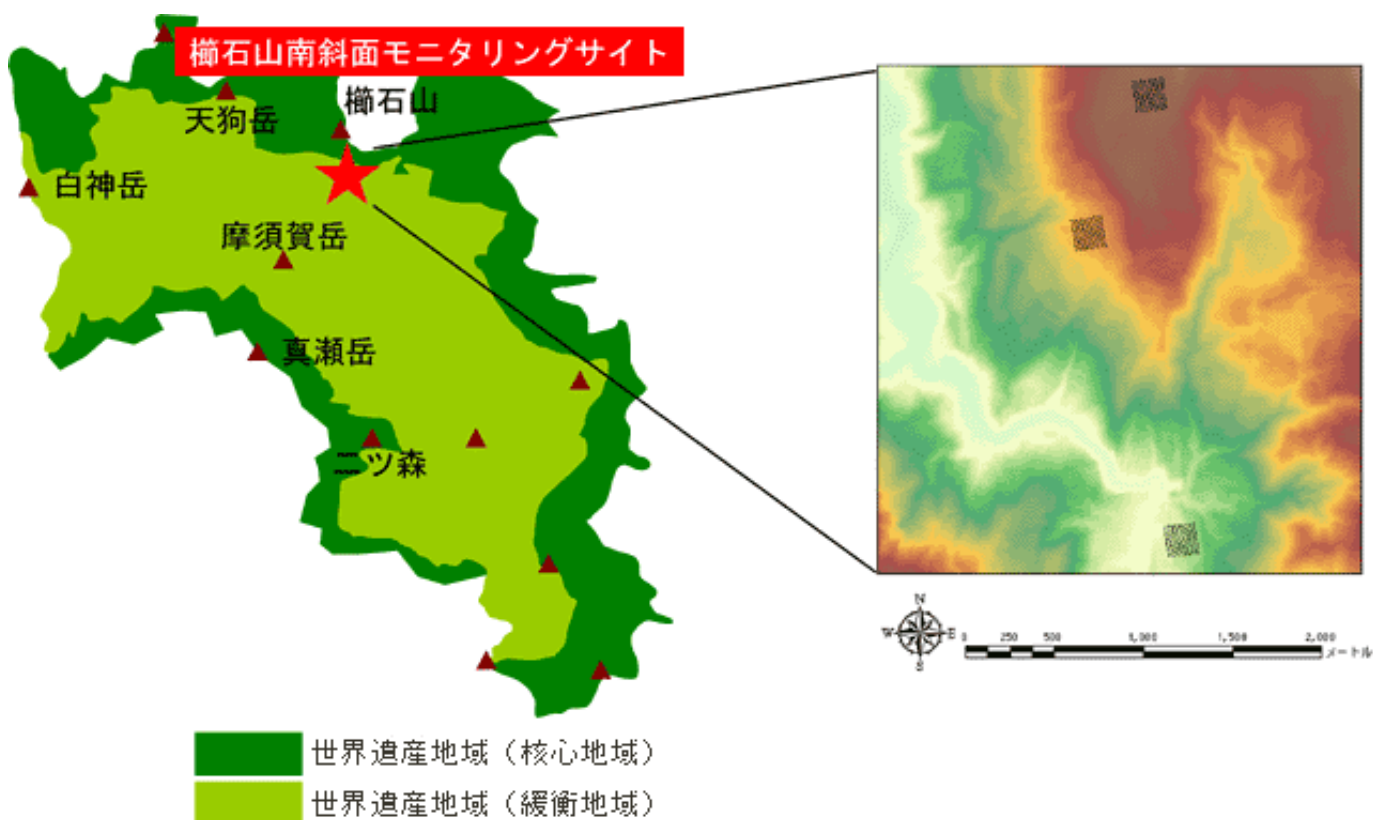 櫛石山南斜面モニタリングサイト
櫛石山
天狗岳
白神岳
摩須賀岳
真瀬岳
二ツ森
N
W E
S
0 250 500 1,000 1,500 2,000
メートル
世界遺産地域（核心地域）
世界遺産地域（緩衝地域）